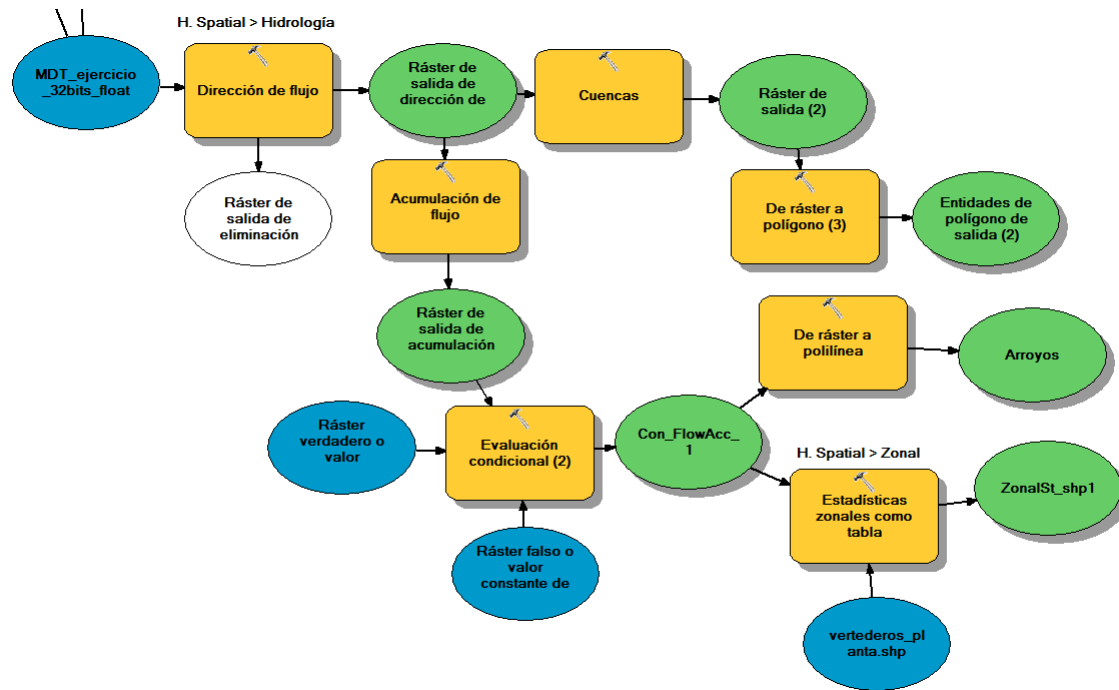 H. Spatial > Hidrología
MDT_ejercicio
_32bits_float
Dirección de flujo
Ráster de
salida de
dirección de
Cuencas
Ráster de
salida (2)
Ráster de
salida de
eliminación
Acumulación de
flujo
De ráster a
polígono (3)
Entidades de
polígono de
salida (2)
Ráster de
salida de
acumulación
De ráster a
polilínea
Arroyos
Ráster
verdadero o
valor
Evaluación
condicional (2)
Con_FlowAcc_
1
H. Spatial > Zonal
Estadísticas
zonales como
tabla
ZonalSt_shp1
Ráster falso o
valor
constante de
vertederos_pl
anta.shp